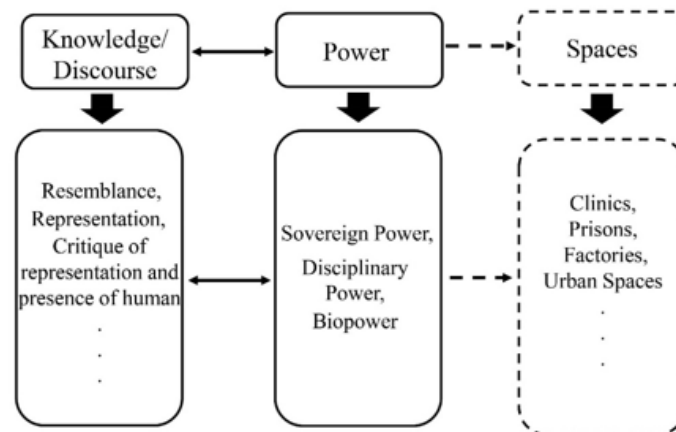 Knowledge/
Discourse
Power
Spaces
Resemblance,
Representation,
Critique of
representation and
presence of human
.
.
.
Sovereign Power,
Disciplinary
Power,
Biopower
Clinics,
Prisons,
Factories,
Urban Spaces
.
.
.